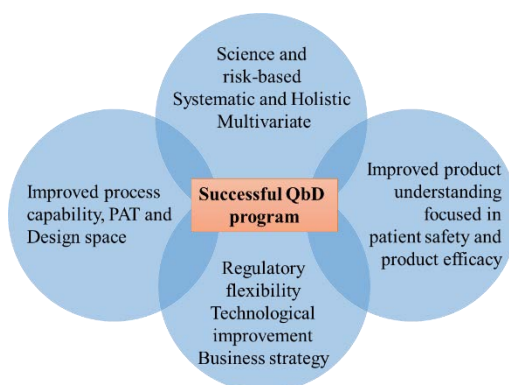 Science and
risk-based
Systematic and Holistic
Multivariate
Improved process
capability, PAT and
Design space
Successful QbD
program
Improved product
understanding
focused in
patient safety and
product efficacy
Regulatory
flexibility
Technological
improvement
Business strategy